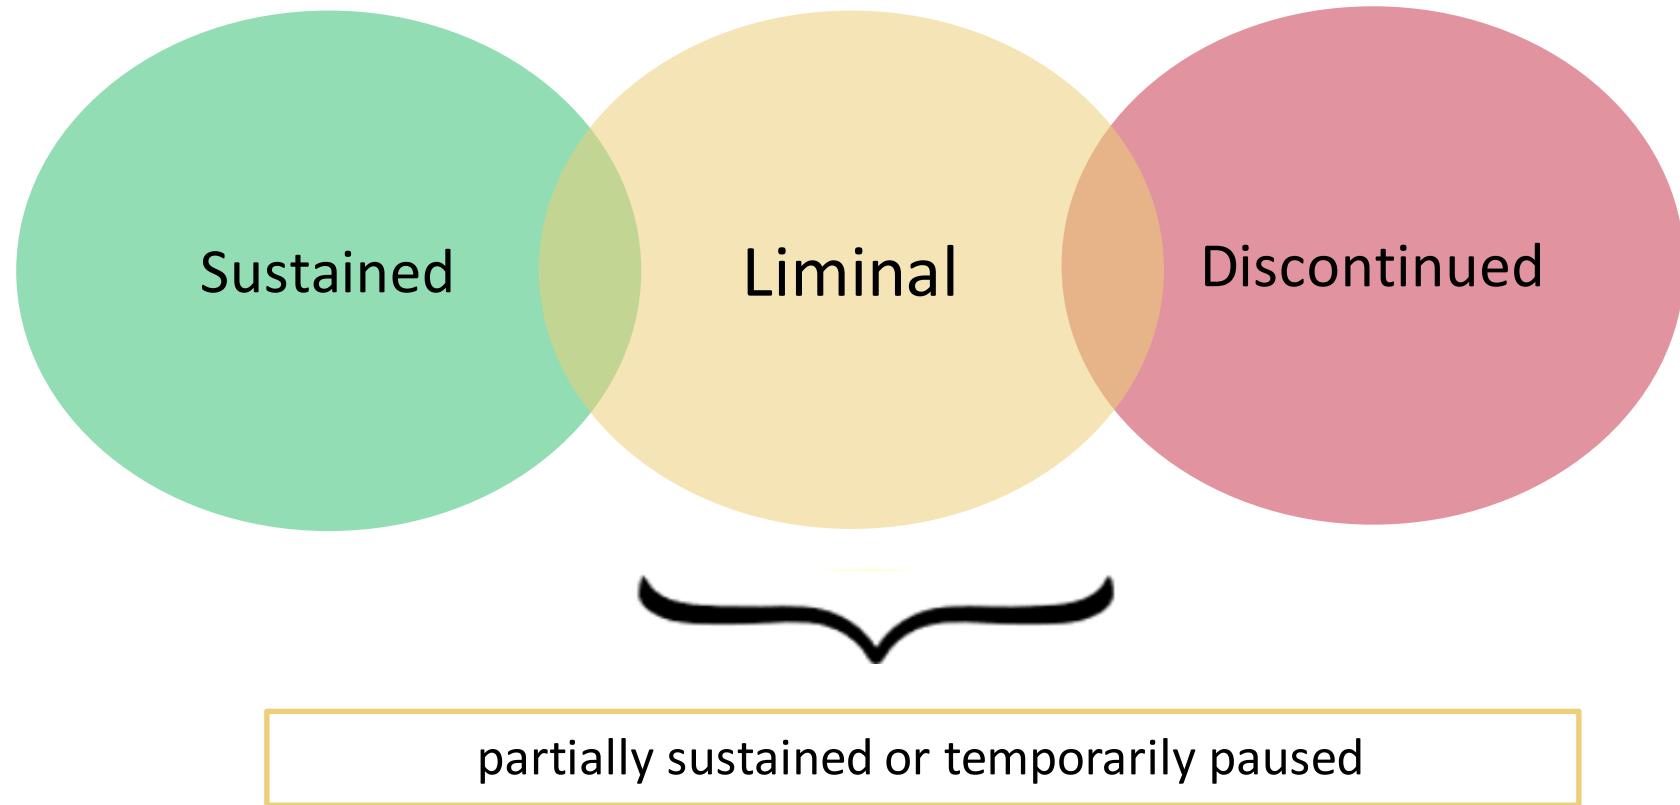 Sustained
Liminal
Discontinued
partially sustained or temporarily paused